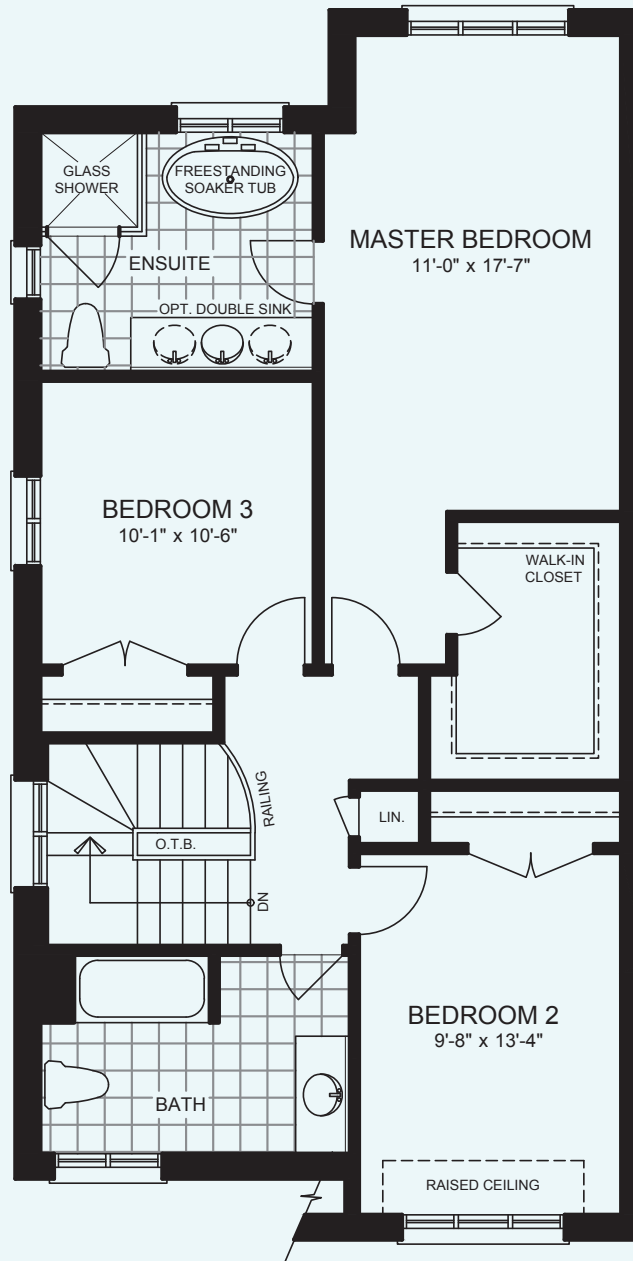 GLASS
SHOWER
FREESTANDING
SOAKER TUB
ENSUITE
OPT. DOUBLE SINK
MASTER BEDROOM
11'-0" x 17'-7"
BEDROOM 3
10'-1" x 10'-6"
WALK-IN
CLOSET
RAILING
LIN.
O.T.B.
DN
BEDROOM 2
9'-8" x 13'-4"
BATH
RAISED CEILING